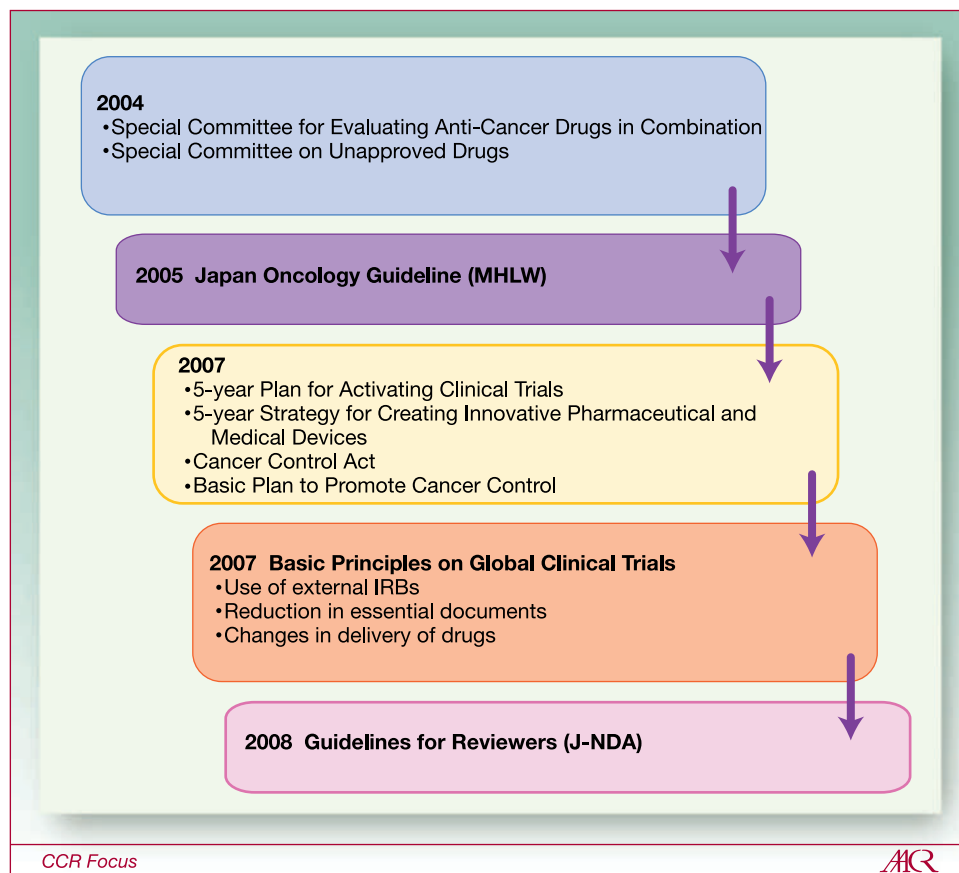 2004
•Special Committee for Evaluating Anti-Cancer Drugs in Combination
•Special Committee on Unapproved Drugs
2005 Japan Oncology Guideline (MHLW)
2007
•5-year Plan for Activating Clinical Trials
•5-year Strategy for Creating Innovative Pharmaceutical and
Medical Devices
•Cancer Control Act
•Basic Plan to Promote Cancer Control
2007 Basic Principles on Global Clinical Trials
•Use of external IRBs
•Reduction in essential documents
•Changes in delivery of drugs
2008 Guidelines for Reviewers (J-NDA)
CCR Focus
AACR